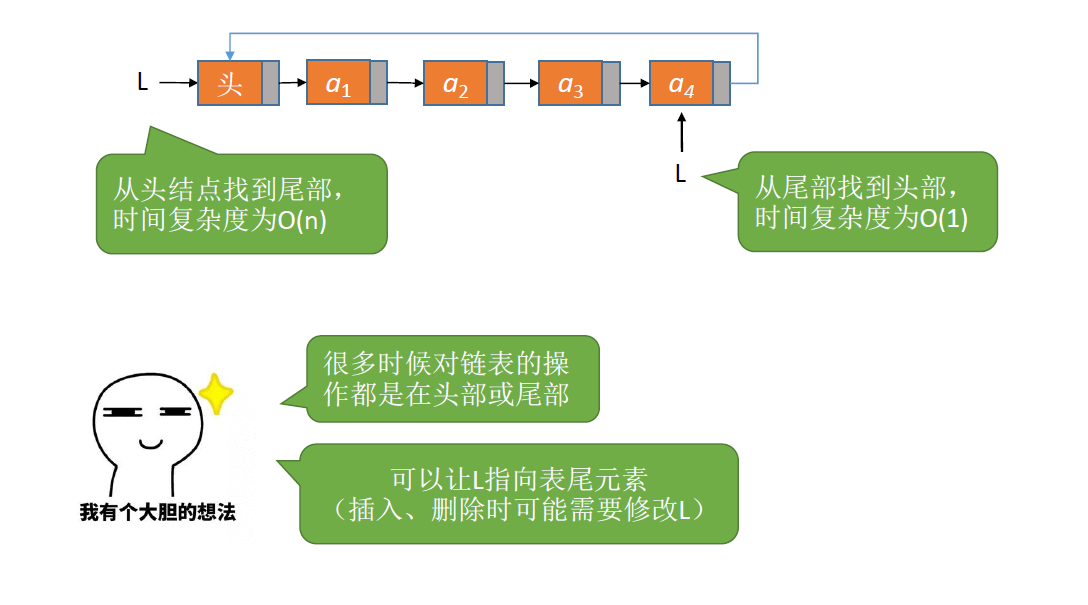 L
头
a1
a2
a3
a4
L
从头结点找到尾部，
时间复杂度为O(n)
从尾部找到头部，
时间复杂度为O(1)
很多时候对链表的操
作都是在头部或尾部
可以让L指向表尾元素
（插入、删除时可能需要修改L）
我有个大胆的想法